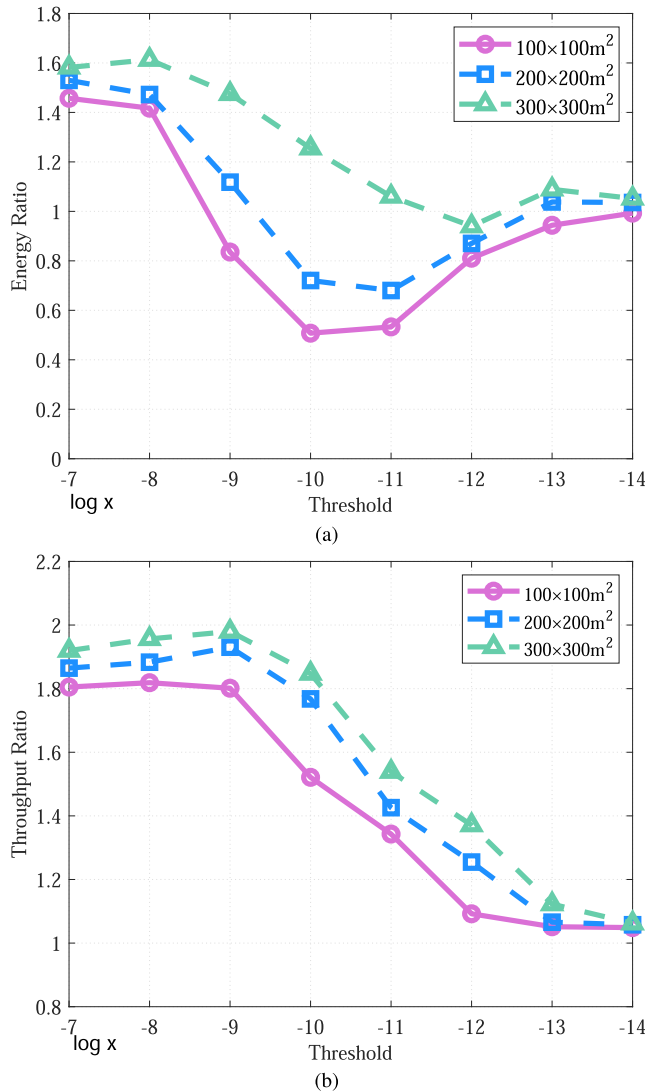 1.8
1.6
1.4
1.2
1
0.8
0.6
0.4
0.2
0
Energy Ratio
100×100m²
200×200m²
300×300m²
-7 -8 -9 -10 -11 -12 -13 -14
log x
Threshold
(a)
2.2
2
1.8
1.6
1.4
1.2
1
0.8
Throughput Ratio
100×100m²
200×200m²
300×300m²
-7 -8 -9 -10 -11 -12 -13 -14
log x
Threshold
(b)